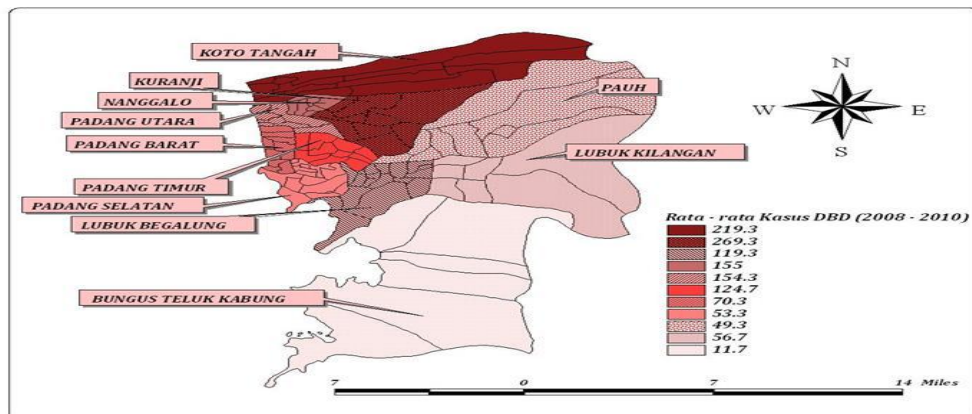 KOTO TANGAH
KURANJI
NANGGALO
PADANG UTARA
PADANG BARAT
PADANG TIMUR
PADANG SELATAN
LUBUK BEGALUNG
BUNGUS TELUK KABUNG
PAUH
LUBUK KILANGAN
N
W E
S
Rata - rata Kasus DBD (2008 - 2010)
219.3
269.3
119.3
155
154.3
124.7
70.3
53.3
49.3
56.7
11.7
7 0 7 14 Miles